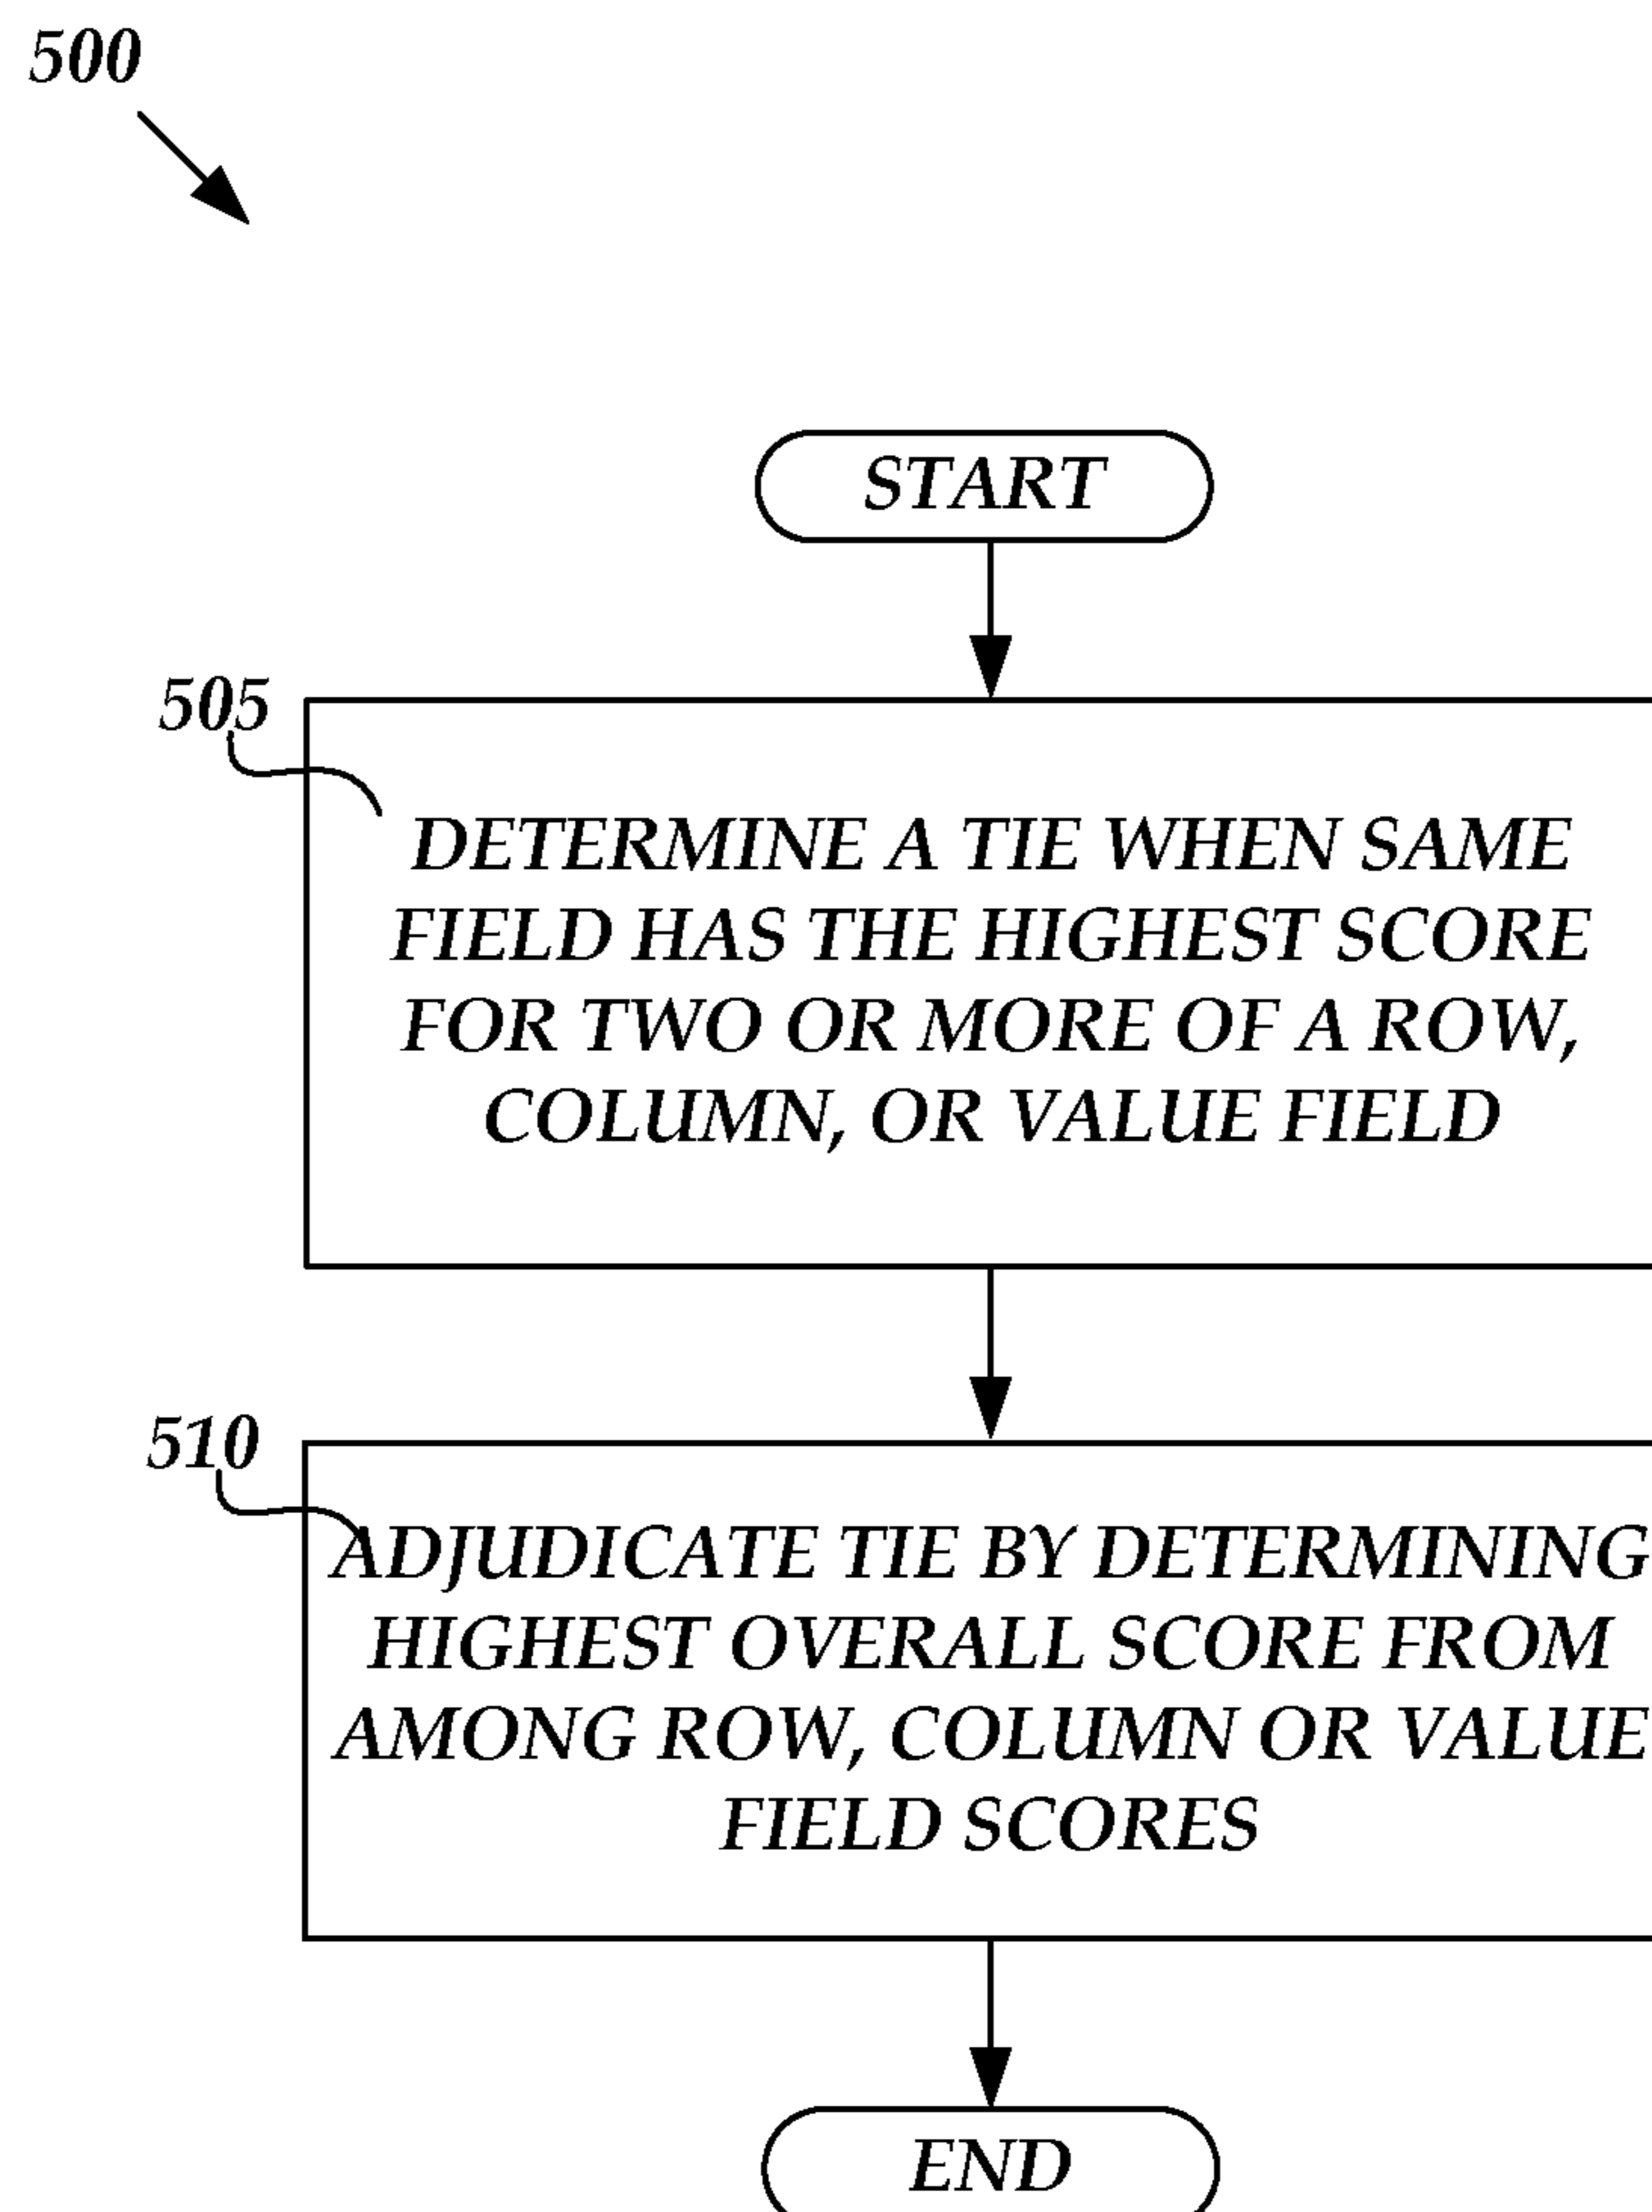 500
START
505
DETERMINE A TIE WHEN SAME
FIELD HAS THE HIGHEST SCORE
FOR TWO OR MORE OF A ROW,
COLUMN, OR VALUE FIELD
510
ADJUDICATE TIE BY DETERMINING
HIGHEST OVERALL SCORE FROM
AMONG ROW, COLUMN OR VALUE
FIELD SCORES
END